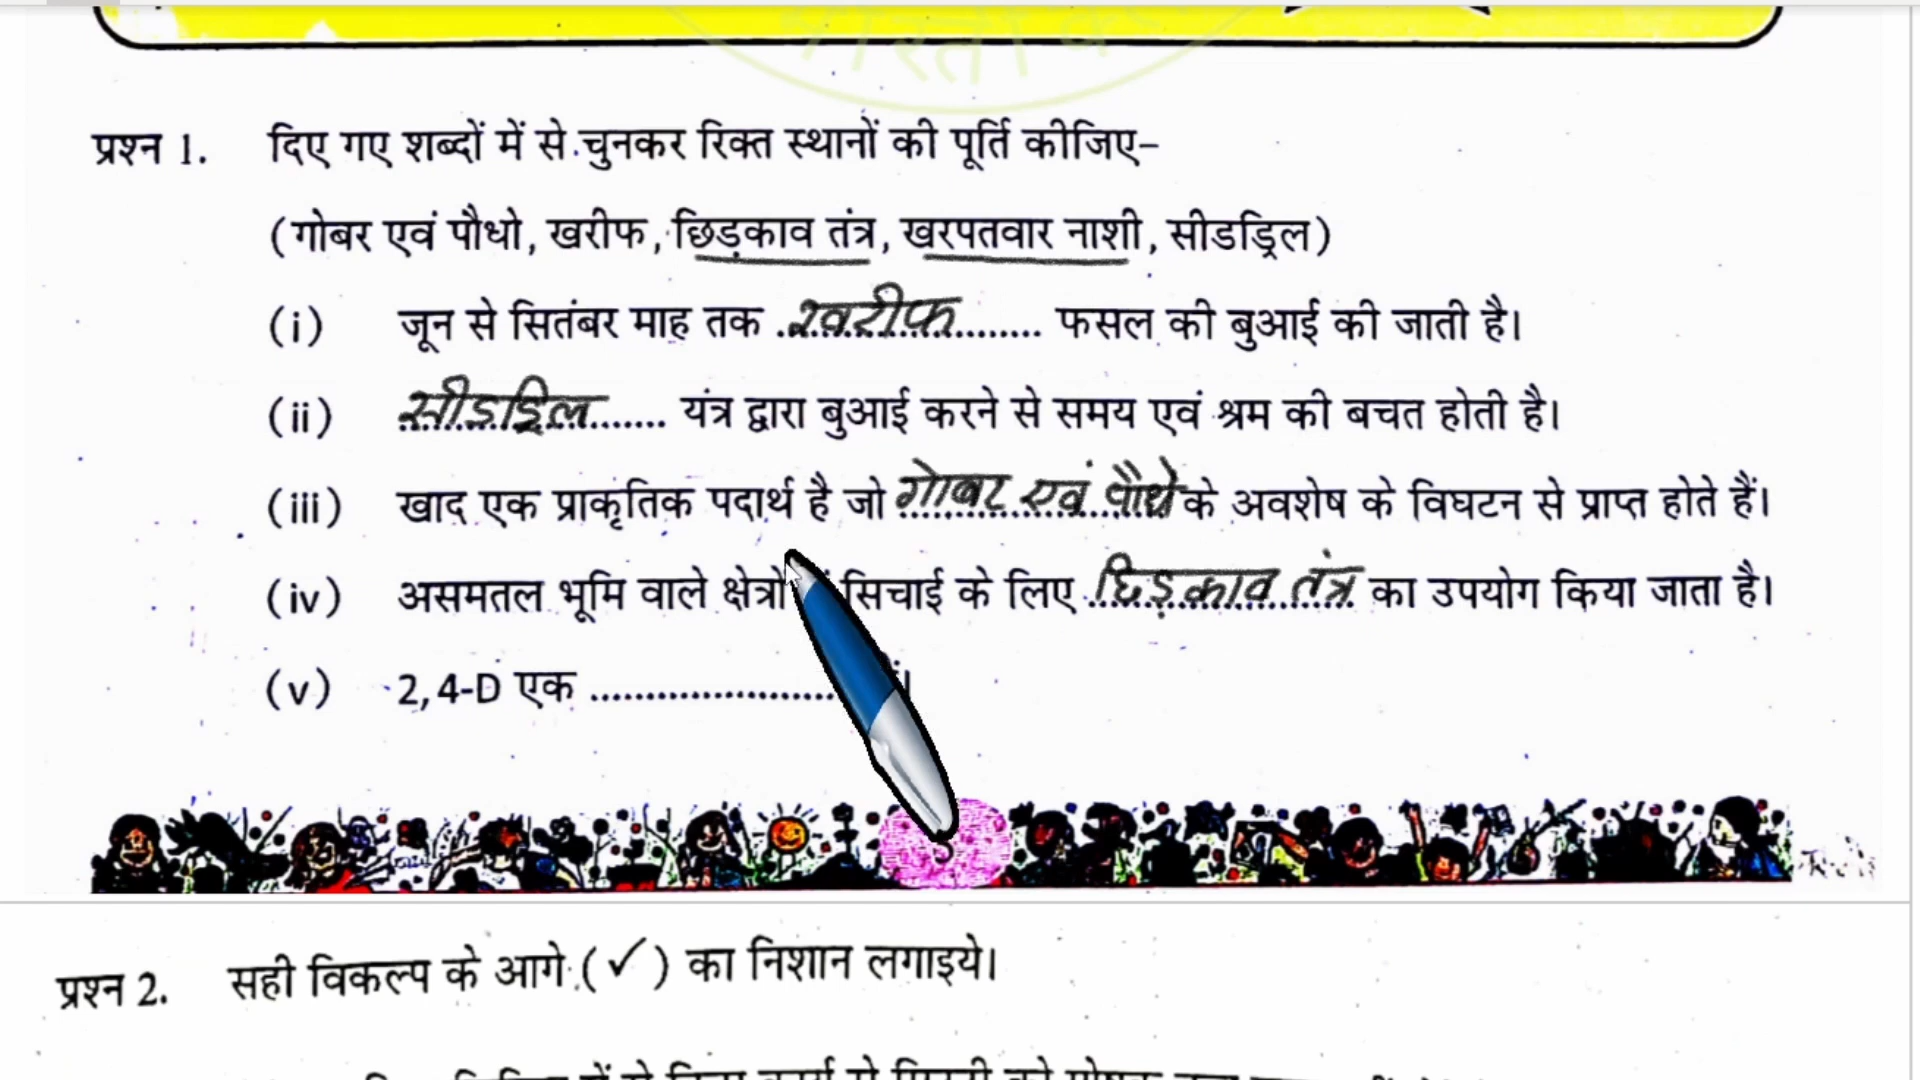 प्रश्न 1. दिए गए शब्दों में से चुनकर रिक्त स्थानों की पूर्ति कीजिए-
(गोबर एवं पौधो, खरीफ, छिड़काव तंत्र, खरपतवार नाशी, सीडड्रिल)
(i) जून से सितंबर माह तक खरीफ फसल की बुआई की जाती है।
(ii) सीडड्रिल यंत्र द्वारा बुआई करने से समय एवं श्रम की बचत होती है।
(iii) खाद एक प्राकृतिक पदार्थ है जो गोबर एवं पौधे के अवशेष के विघटन से प्राप्त होते हैं।
(iv) असमतल भूमि वाले क्षेत्रों सिचाई के लिए छिड़काव तंत्र का उपयोग किया जाता है।
(v) 2,4-D एक ........................ ।
प्रश्न 2. सही विकल्प के आगे (✓) का निशान लगाइये।